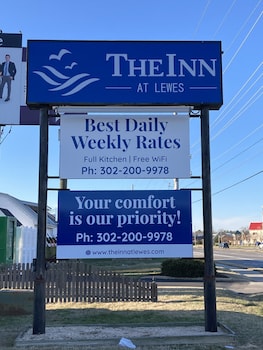 THE INN
AT LEWES
Best Daily
Weekly Rates
Full Kitchen | Free WiFi
Ph: 302-200-9978
Your comfort
is our priority!
Ph: 302-200-9978
www.theinnatlewes.com